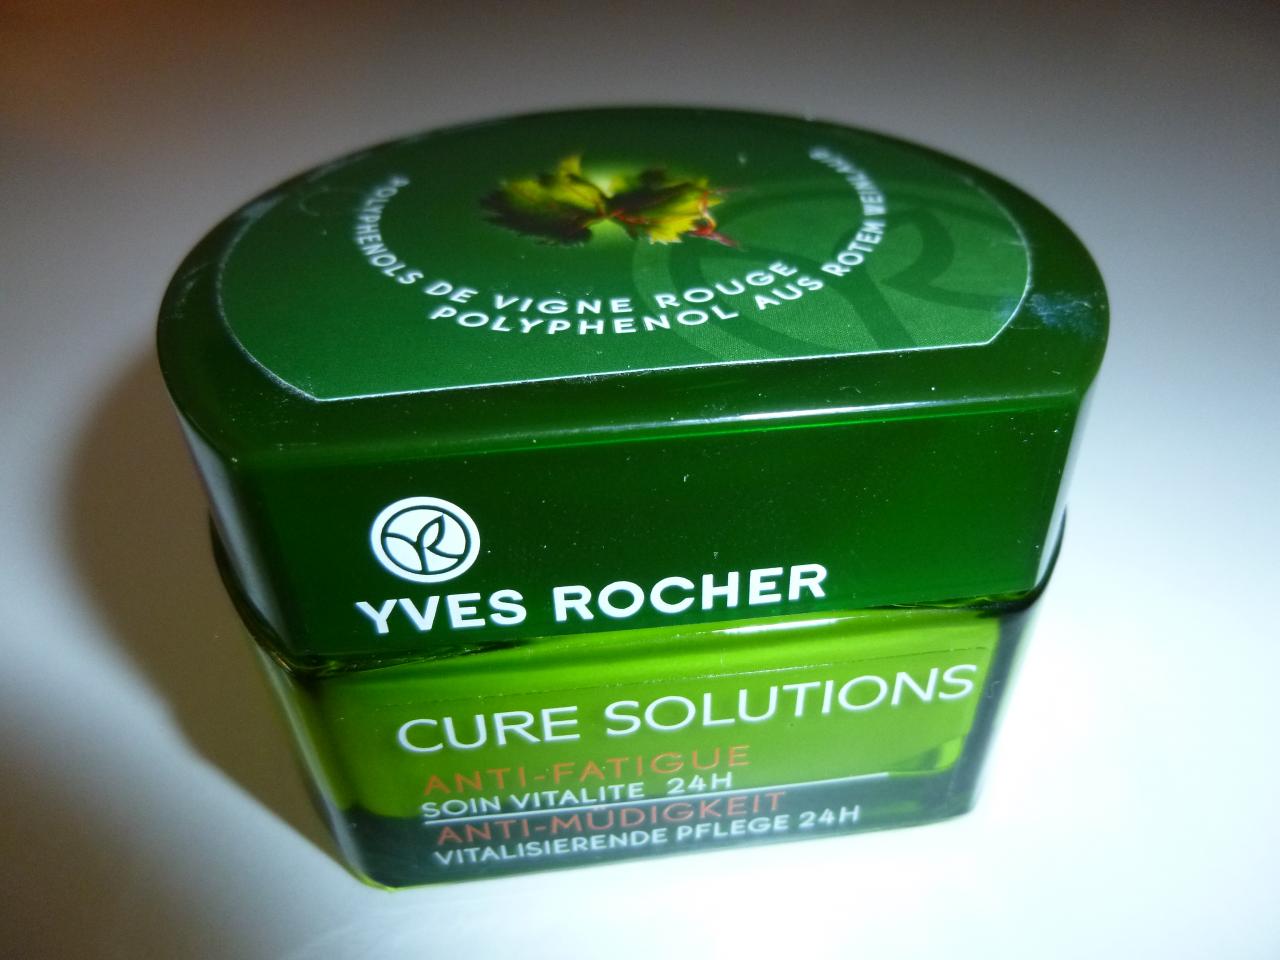 POLYPHENOLS DE VIGNE ROUGE
POLYPHENOL AUS ROTEM WEINLAUB
YVES ROCHER
CURE SOLUTIONS
ANTI-FATIGUE
SOIN VITALITE 24H
ANTI-MÜDIGKEIT
VITALISIERENDE PFLEGE 24H